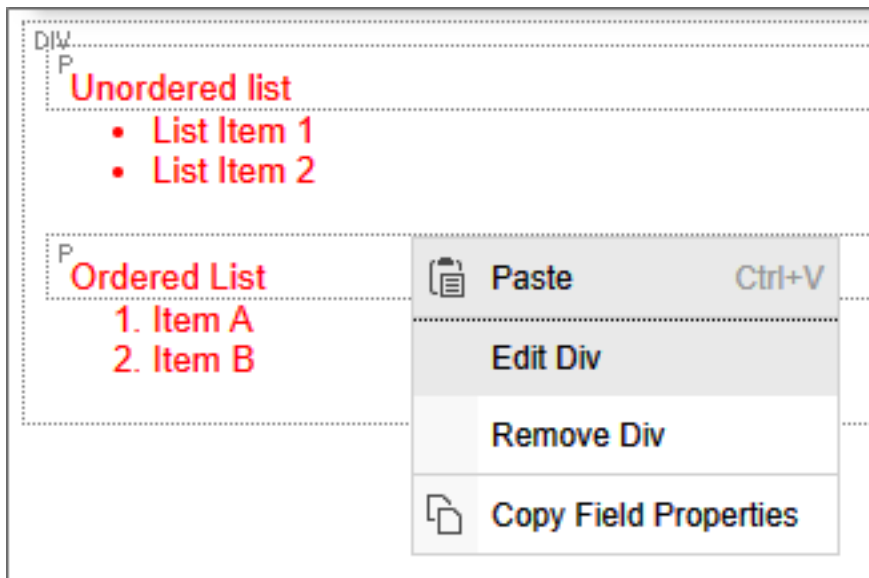 DIV
P
Unordered list
• List Item 1
• List Item 2
P
Ordered List
1. Item A
2. Item B
Paste Ctrl+V
Edit Div
Remove Div
Copy Field Properties